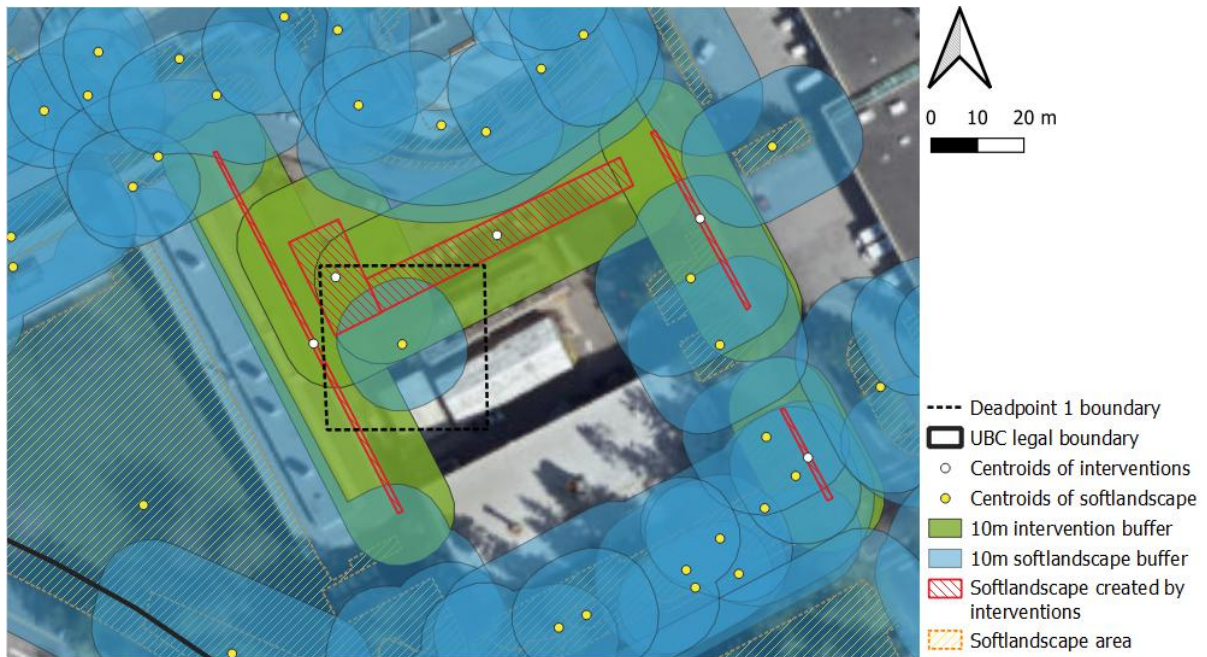 0 10 20 m
Deadpoint 1 boundary
UBC legal boundary
Centroids of interventions
Centroids of softlandscape
10m intervention buffer
10m softlandscape buffer
Softlandscape created by
interventions
Softlandscape area